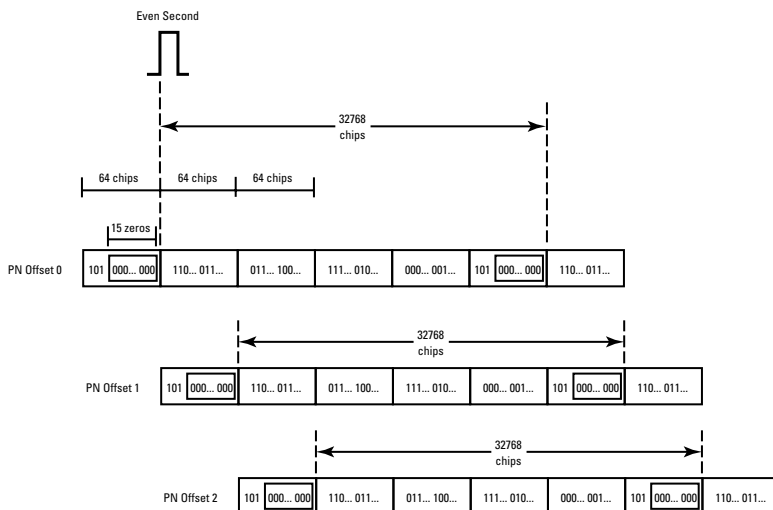 Even Second
32768
chips
64 chips 64 chips 64 chips
15 zeros
PN Offset 0 101 000... 000 110... 011... 011... 100... 111... 010... 000... 001... 101 000... 000 110... 011...
32768
chips
PN Offset 1 101 000... 000 110... 011... 011... 100... 111... 010... 000... 001... 101 000... 000 110... 011...
32768
chips
PN Offset 2 101 000... 000 110... 011... 011... 100... 111... 010... 000... 001... 101 000... 000 110... 011...